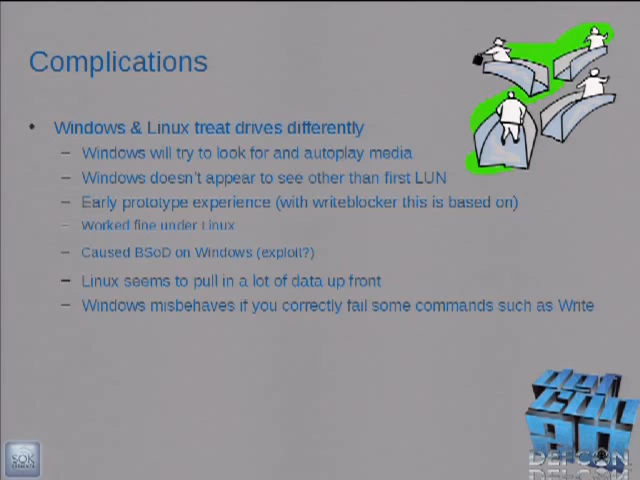 Complications
• Windows & Linux treat drives differently
– Windows will try to look for and autoplay media
– Windows doesn't appear to see other than first LUN
– Early prototype experience (with writeblocker this is based on)
– Worked fine under Linux
– Caused BSoD on Windows (exploit?)
– Linux seems to pull in a lot of data up front
– Windows misbehaves if you correctly fail some commands such as Write
DEFCON